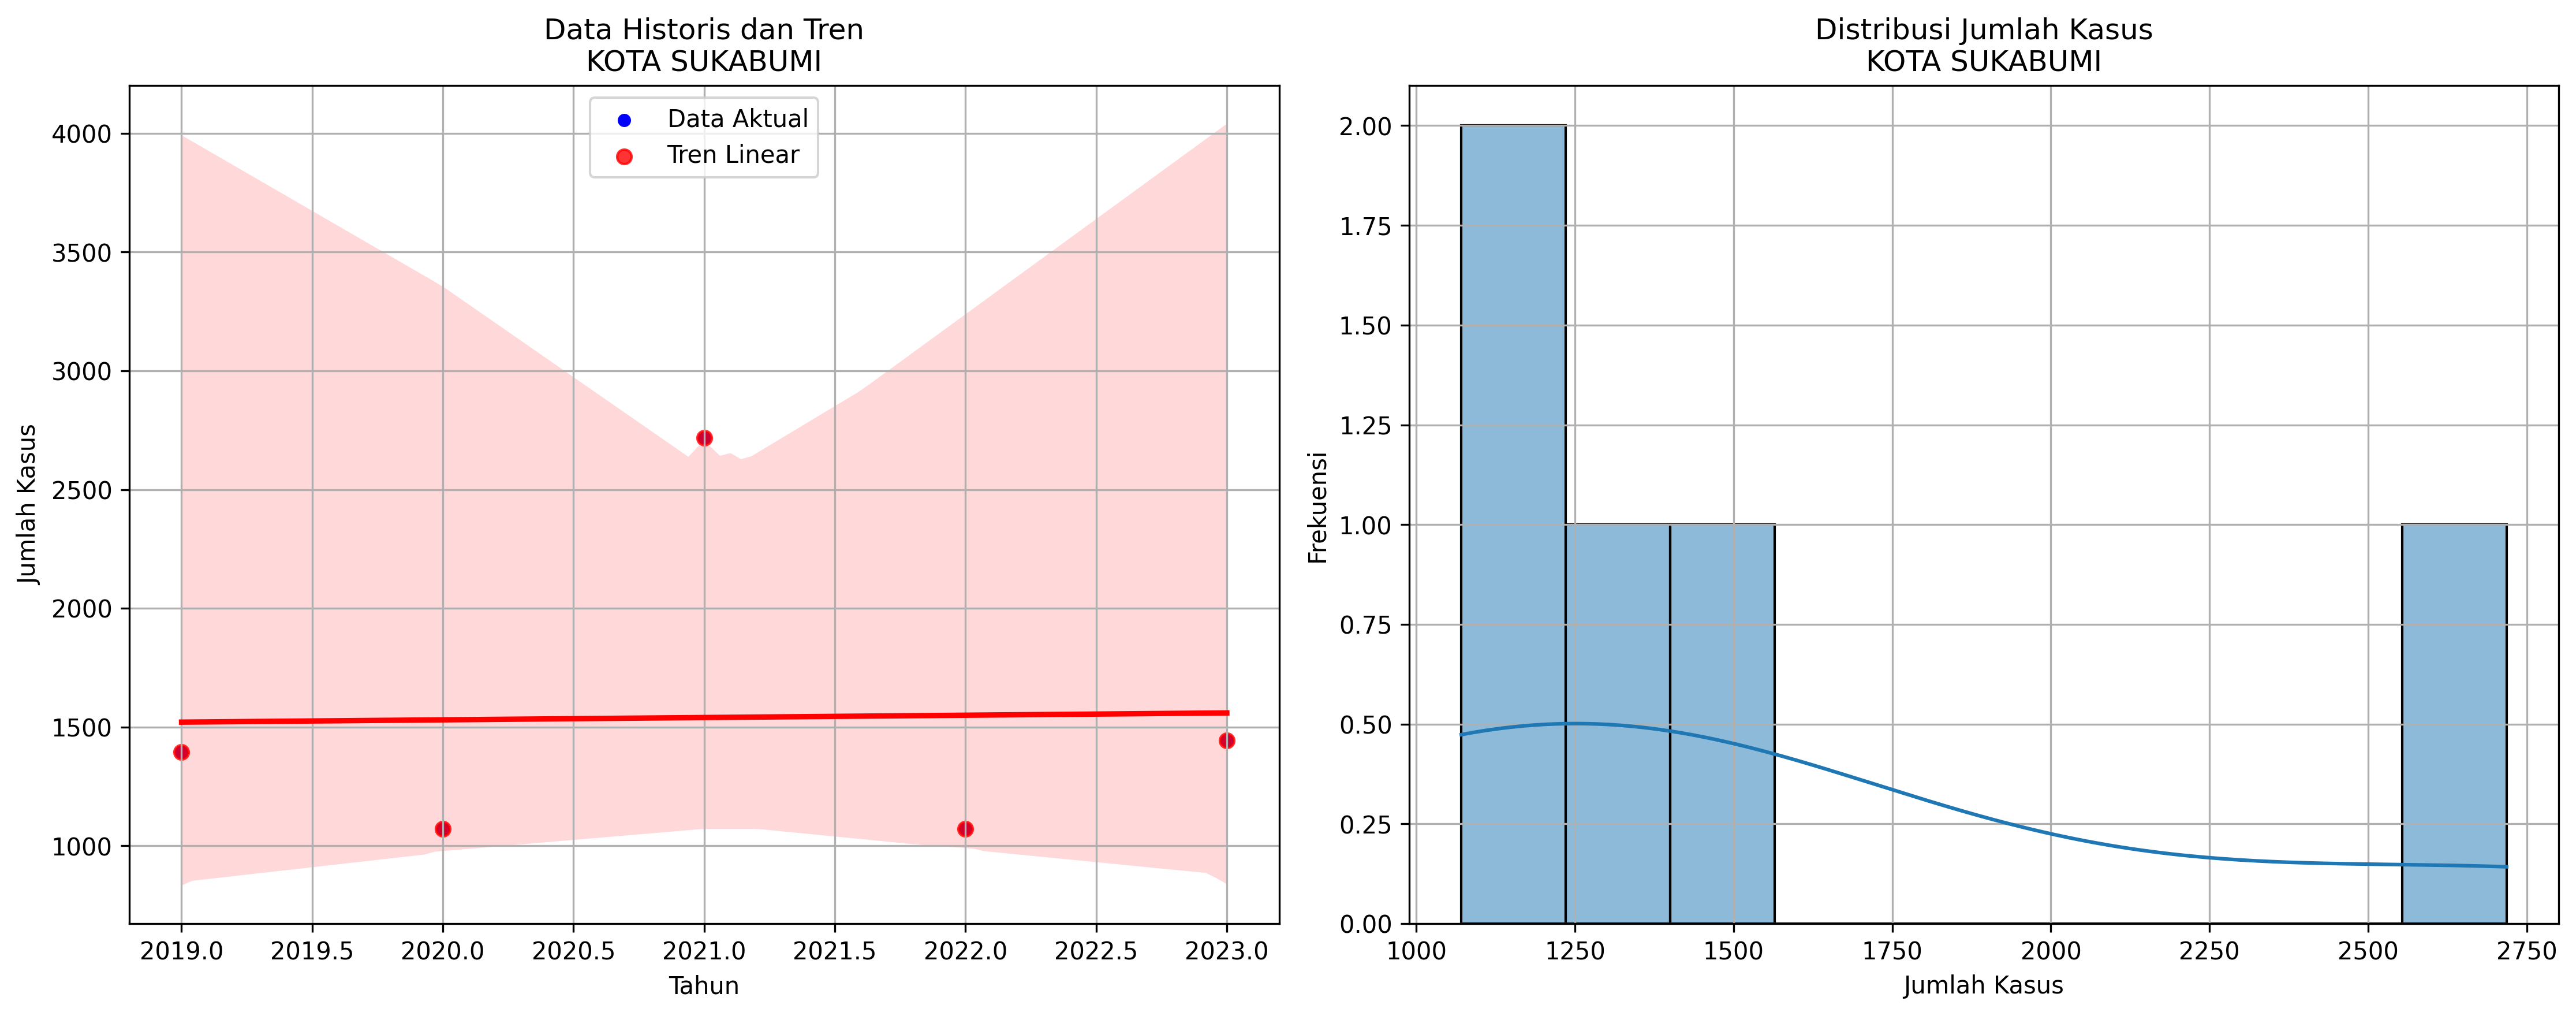 Data Historis dan Tren
KOTA SUKABUMI
Data Aktual
Tren Linear
4000
3500
3000
2500
2000
1500
1000
Jumlah Kasus
2019.0 2019.5 2020.0 2020.5 2021.0 2021.5 2022.0 2022.5 2023.0
Tahun
Distribusi Jumlah Kasus
KOTA SUKABUMI
2.00
1.75
1.50
1.25
1.00
0.75
0.50
0.25
0.00
Frekuensi
1000 1250 1500 1750 2000 2250 2500 2750
Jumlah Kasus